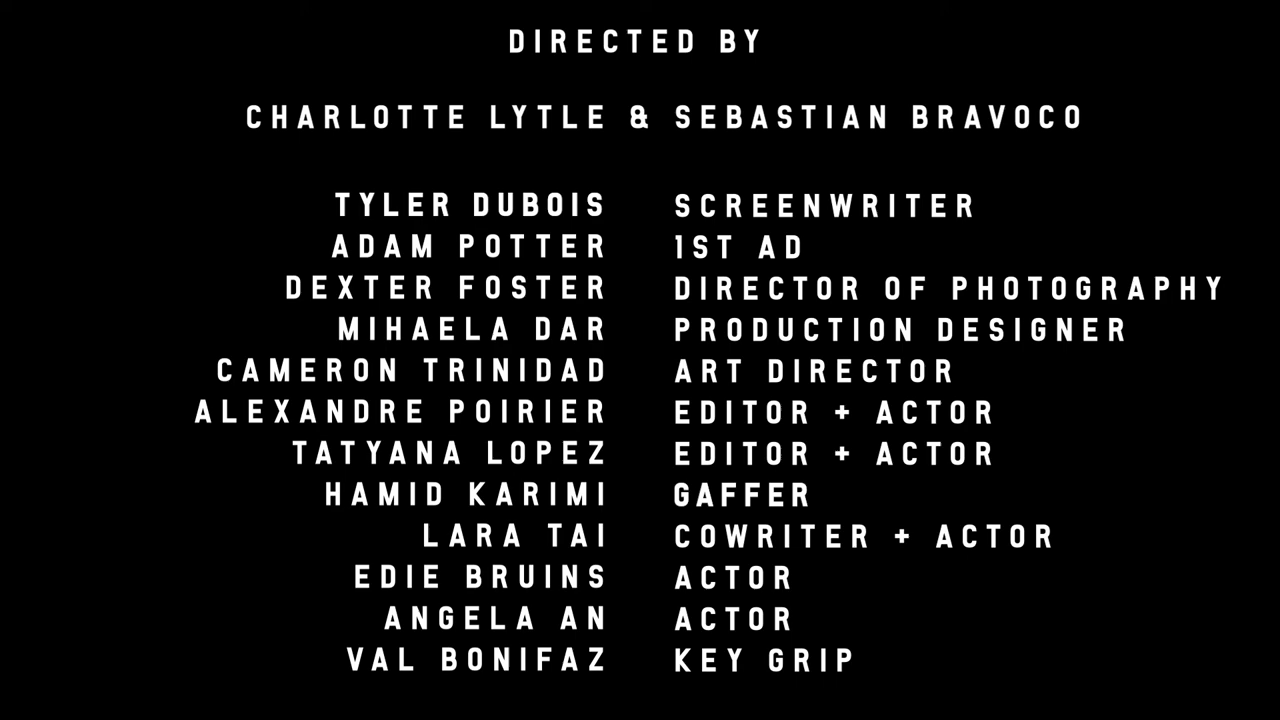 DIRECTED BY
CHARLOTTE LYTLE & SEBASTIAN BRAVOCO
TYLER DUBOIS SCREENWRITER
ADAM POTTER 1ST AD
DEXTER FOSTER DIRECTOR OF PHOTOGRAPHY
MIHAELA DAR PRODUCTION DESIGNER
CAMERON TRINIDAD ART DIRECTOR
ALEXANDRE POIRIER EDITOR + ACTOR
TATYANA LOPEZ EDITOR + ACTOR
HAMID KARIMI GAFFER
LARA TAI COWRITER + ACTOR
EDIE BRUINS ACTOR
ANGELA AN ACTOR
VAL BONIFAZ KEY GRIP